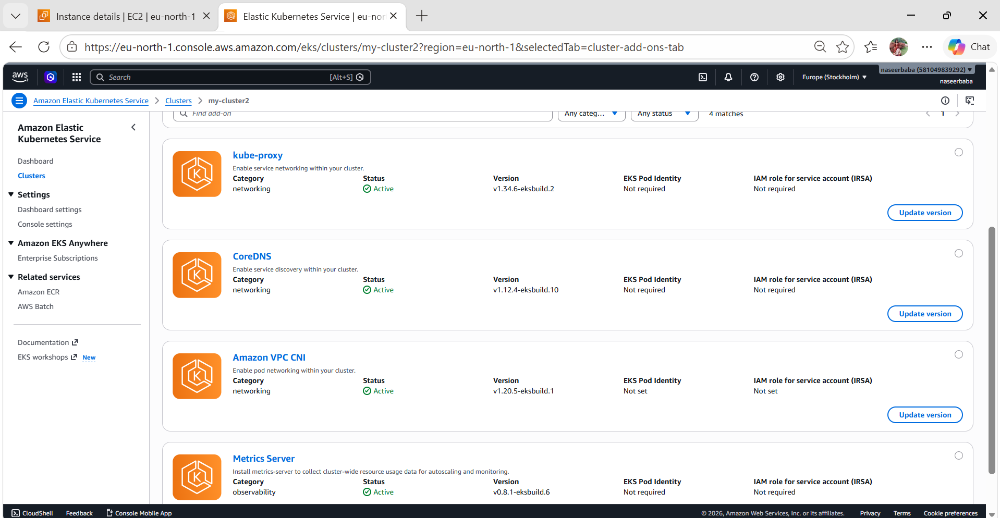 Instance details | EC2 | eu-north-1
Elastic Kubernetes Service | eu-nor
https://eu-north-1.console.aws.amazon.com/eks/clusters/my-cluster2?region=eu-north-1&selectedTab=cluster-add-ons-tab
Chat
aws
Search
[Alt+S]
Europe (Stockholm)
naseerbaba (581049839292)
naseerbaba
Amazon Elastic Kubernetes Service
Clusters
my-cluster2
Amazon Elastic
Kubernetes Service
Dashboard
Clusters
Settings
Dashboard settings
Console settings
Amazon EKS Anywhere
Enterprise Subscriptions
Related services
Amazon ECR
AWS Batch
Documentation
EKS workshops New
Find add-on
Any categ...
Any status
4 matches
1
kube-proxy
Enable service networking within your cluster.
Category Status Version EKS Pod Identity IAM role for service account (IRSA)
networking Active v1.34.6-eksbuild.2 Not required Not required
Update version
CoreDNS
Enable service discovery within your cluster.
Category Status Version EKS Pod Identity IAM role for service account (IRSA)
networking Active v1.12.4-eksbuild.10 Not required Not required
Update version
Amazon VPC CNI
Enable pod networking within your cluster.
Category Status Version EKS Pod Identity IAM role for service account (IRSA)
networking Active v1.20.5-eksbuild.1 Not set Not set
Update version
Metrics Server
Install metrics-server to collect cluster-wide resource usage data for autoscaling and monitoring.
Category Status Version EKS Pod Identity IAM role for service account (IRSA)
observability Active v0.8.1-eksbuild.6 Not required Not required
CloudShell Feedback Console Mobile App © 2026, Amazon Web Services, Inc. or its affiliates. Privacy Terms Cookie preferences